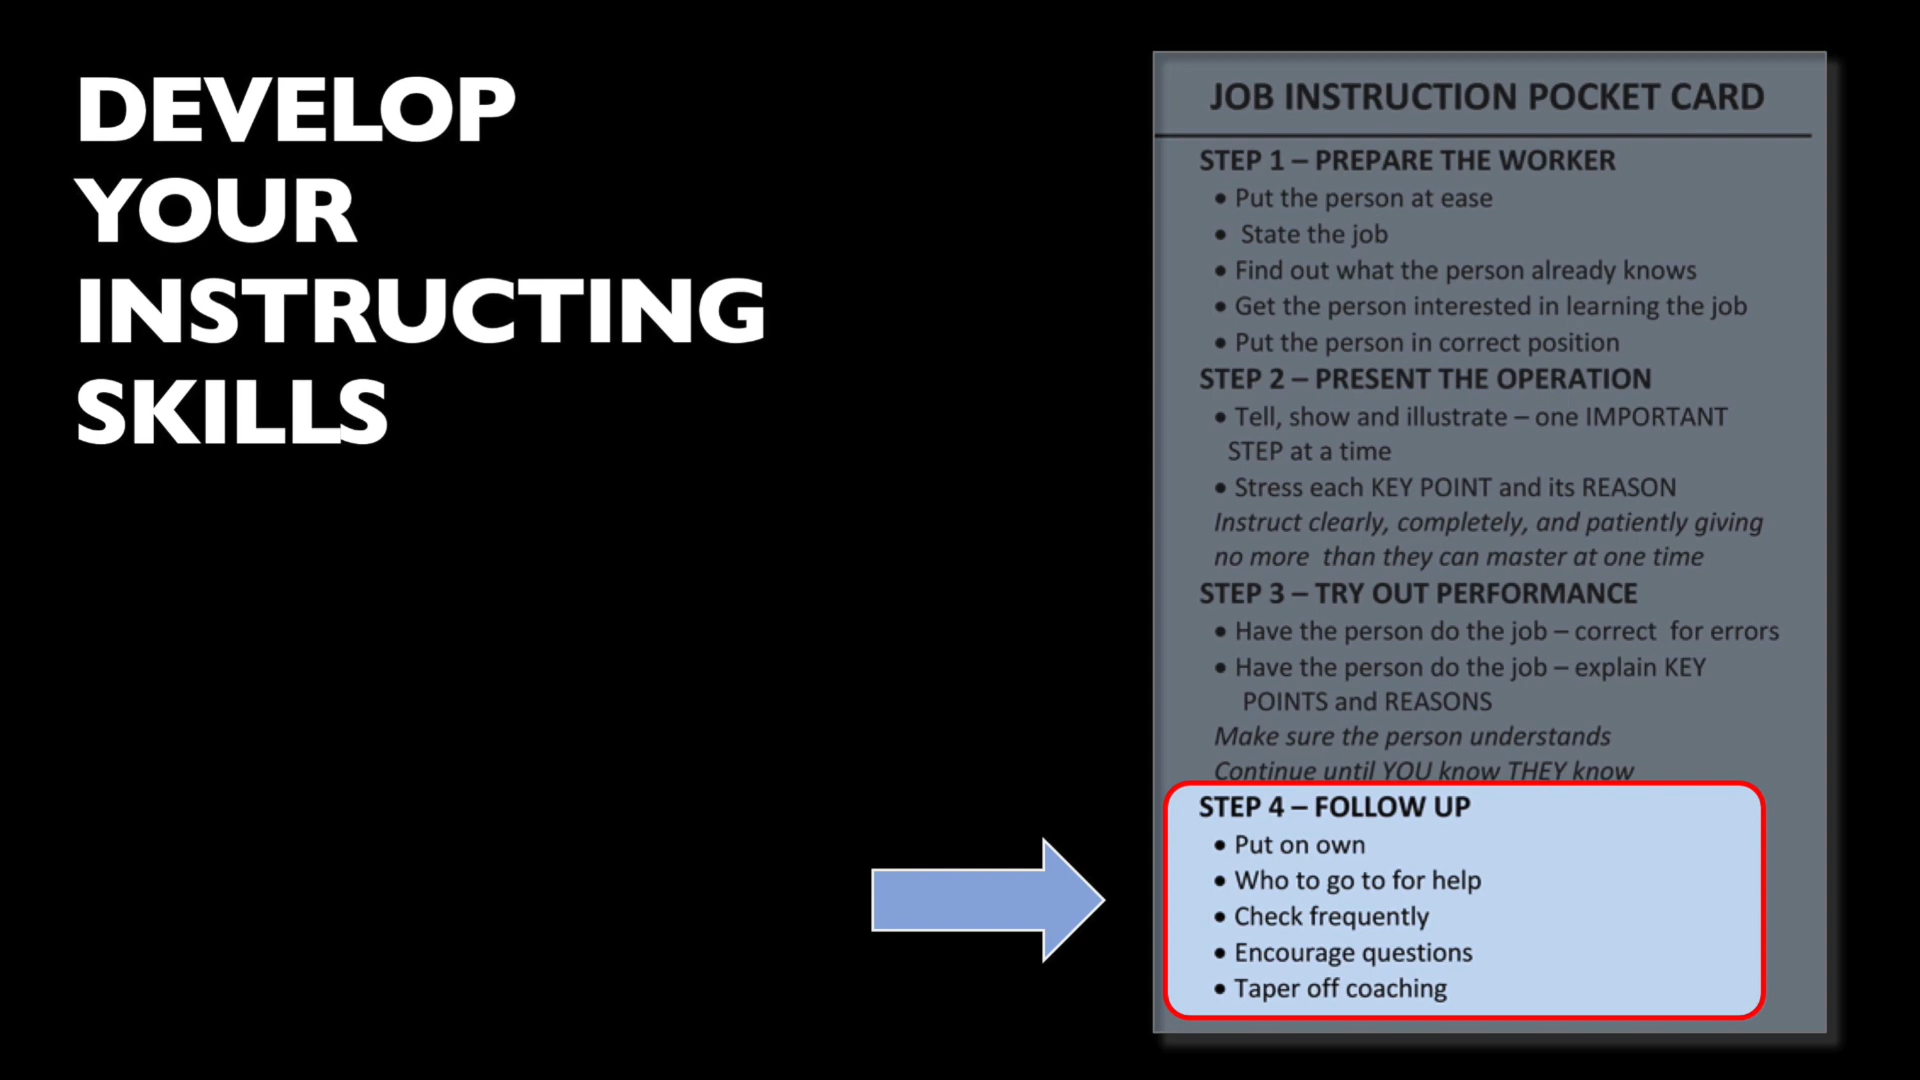 DEVELOP
YOUR
INSTRUCTING
SKILLS
JOB INSTRUCTION POCKET CARD
STEP 1 – PREPARE THE WORKER
• Put the person at ease
• State the job
• Find out what the person already knows
• Get the person interested in learning the job
• Put the person in correct position
STEP 2 – PRESENT THE OPERATION
• Tell, show and illustrate – one IMPORTANT
STEP at a time
• Stress each KEY POINT and its REASON
Instruct clearly, completely, and patiently giving
no more than they can master at one time
STEP 3 – TRY OUT PERFORMANCE
• Have the person do the job – correct for errors
• Have the person do the job – explain KEY
POINTS and REASONS
Make sure the person understands
Continue until YOU know THEY know
STEP 4 – FOLLOW UP
• Put on own
• Who to go to for help
• Check frequently
• Encourage questions
• Taper off coaching